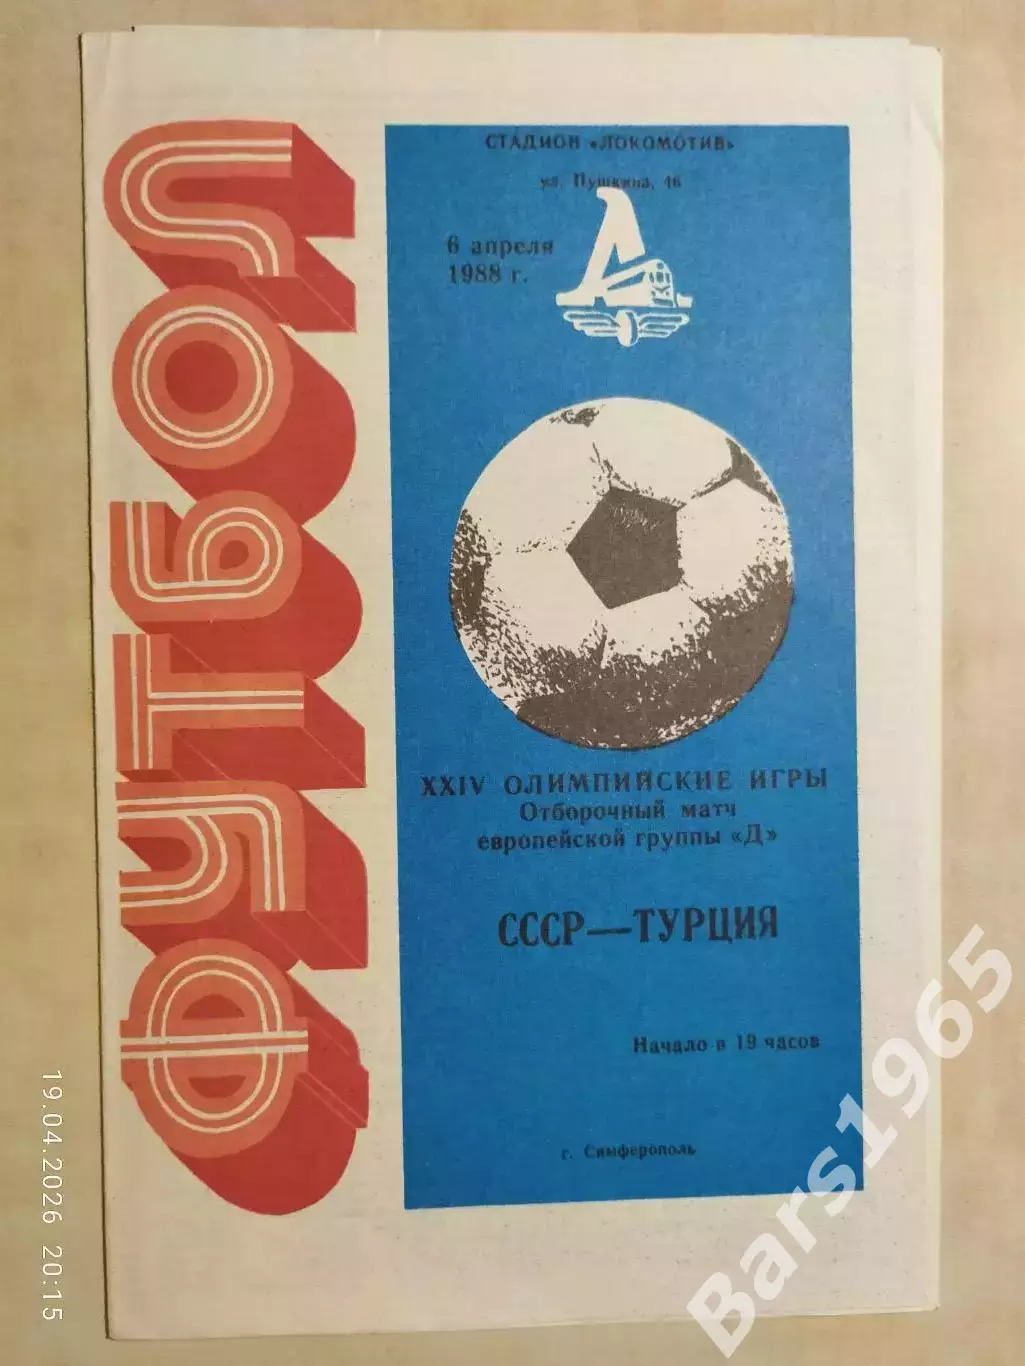 ФУТБОЛ
СТАДИОН «ЛОКОМОТИВ»
ул. Пушкина, 46
6 апреля
1988 г.
XXIV ОЛИМПИЙСКИЕ ИГРЫ
Отборочный матч
европейской группы «Д»
СССР—ТУРЦИЯ
Начало в 19 часов
г. Симферополь
19.04.2026 20:15
Bars1965